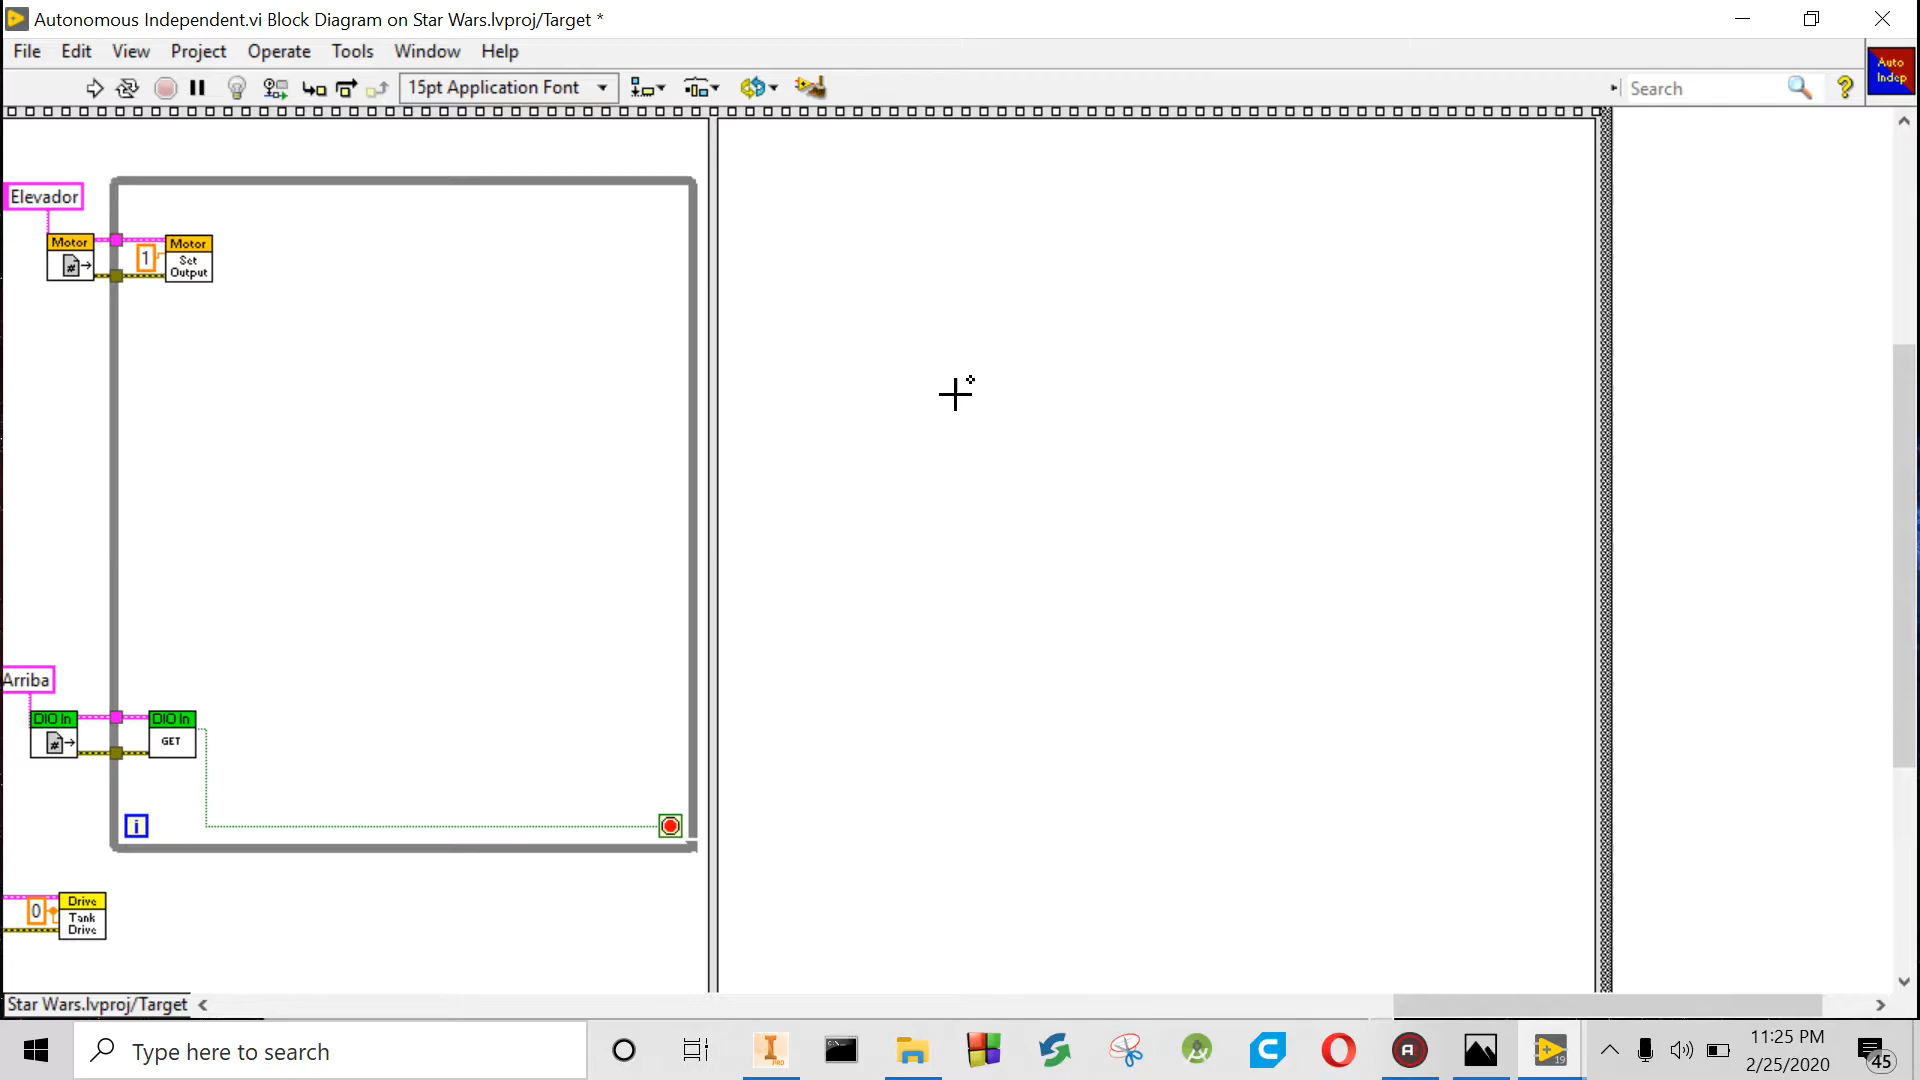 Autonomous Independent.vi Block Diagram on Star Wars.lvproj/Target *
File Edit View Project Operate Tools Window Help
15pt Application Font
Search
Auto
Indep
Elevador
Motor
#
1
Motor
Set
Output
Arriba
DIO In
#
DIO In
GET
i
0
Drive
Tank
Drive
Star Wars.lvproj/Target
Type here to search
I
PRO
C
A
19
11:25 PM
2/25/2020
45